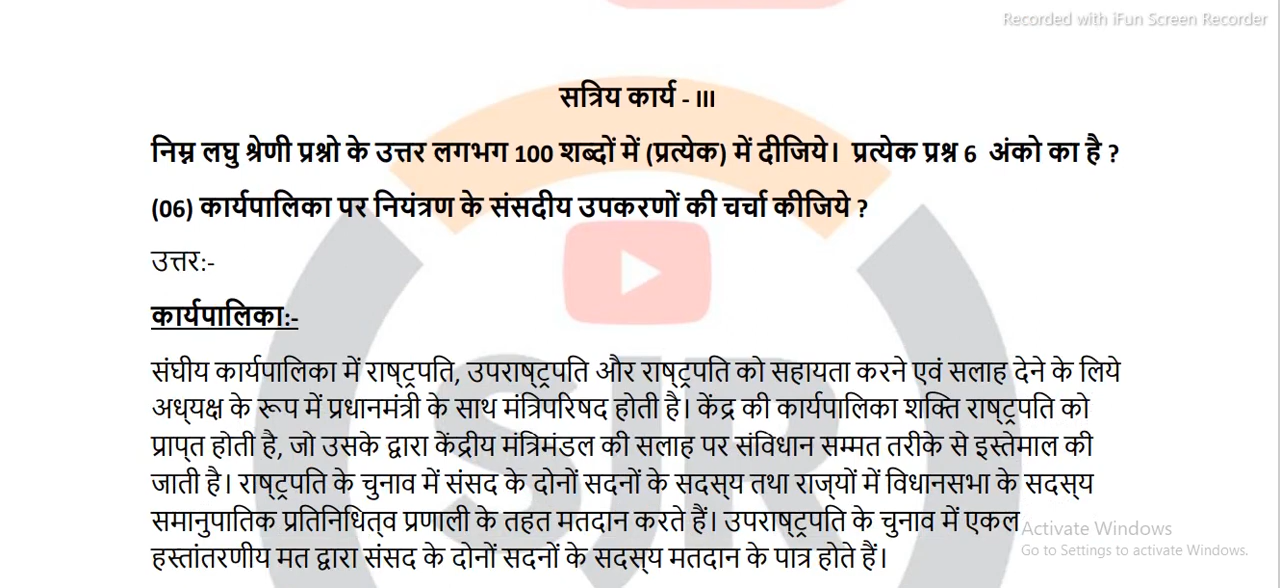 Recorded with iFun Screen Recorder
सत्रिय कार्य - III
निम्न लघु श्रेणी प्रश्नो के उत्तर लगभग 100 शब्दों में (प्रत्येक) में दीजिये। प्रत्येक प्रश्न 6 अंको का है ?
(06) कार्यपालिका पर नियंत्रण के संसदीय उपकरणों की चर्चा कीजिये ?
उत्तर:-
कार्यपालिका:-
संघीय कार्यपालिका में राष्ट्रपति, उपराष्ट्रपति और राष्ट्रपति को सहायता करने एवं सलाह देने के लिये
अध्यक्ष के रूप में प्रधानमंत्री के साथ मंत्रिपरिषद होती है। केंद्र की कार्यपालिका शक्ति राष्ट्रपति को
प्राप्त होती है, जो उसके द्वारा केंद्रीय मंत्रिमंडल की सलाह पर संविधान सम्मत तरीके से इस्तेमाल की
जाती है। राष्ट्रपति के चुनाव में संसद के दोनों सदनों के सदस्य तथा राज्यों में विधानसभा के सदस्य
समानुपातिक प्रतिनिधित्व प्रणाली के तहत मतदान करते हैं। उपराष्ट्रपति के चुनाव में एकल
हस्तांतरणीय मत द्वारा संसद के दोनों सदनों के सदस्य मतदान के पात्र होते हैं।
SJR
Activate Windows
Go to Settings to activate Windows.